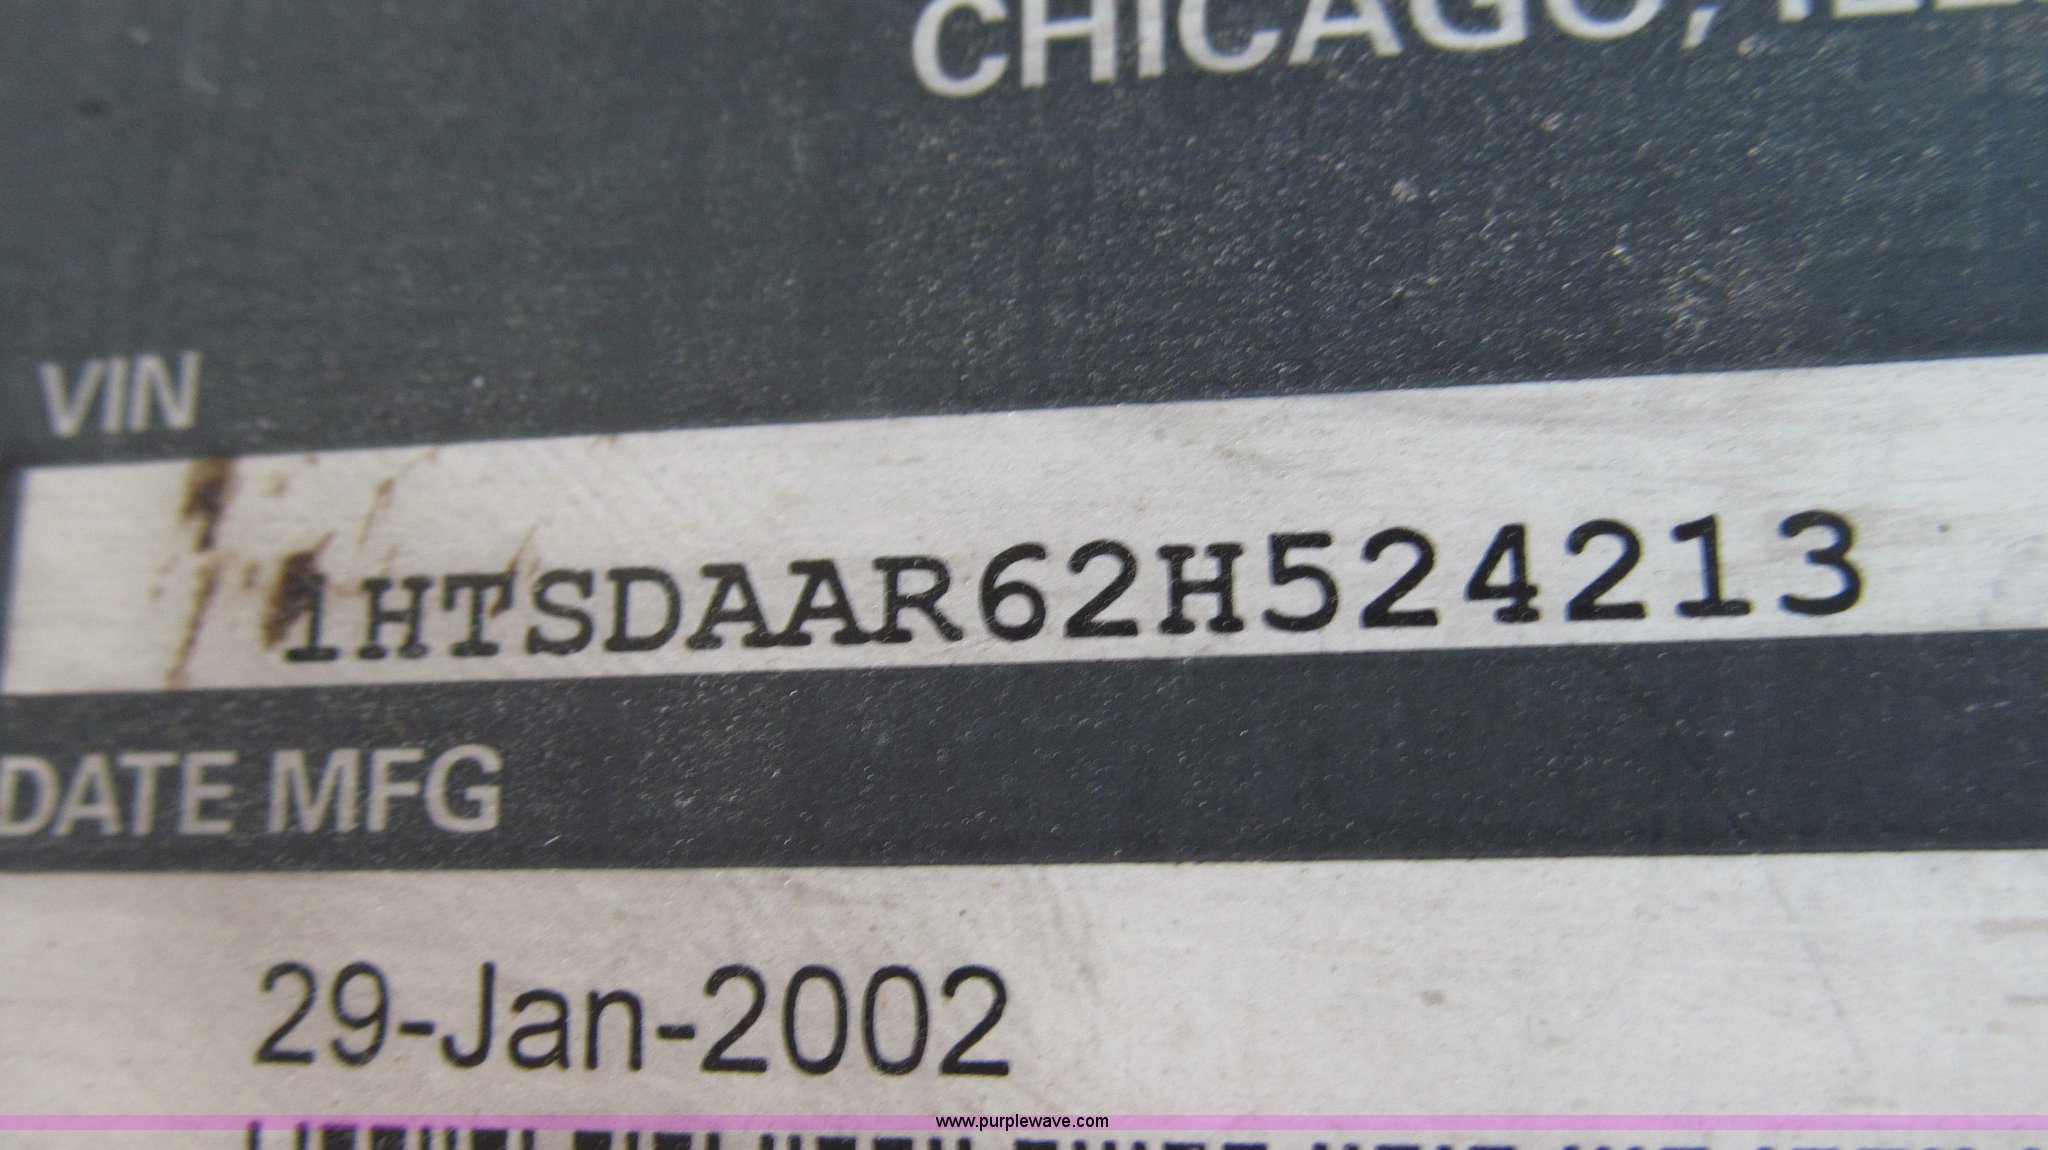 CHICAGO,
VIN
1HTSDAAR62H524213
DATE MFG
29-Jan-2002
www.purplewave.com